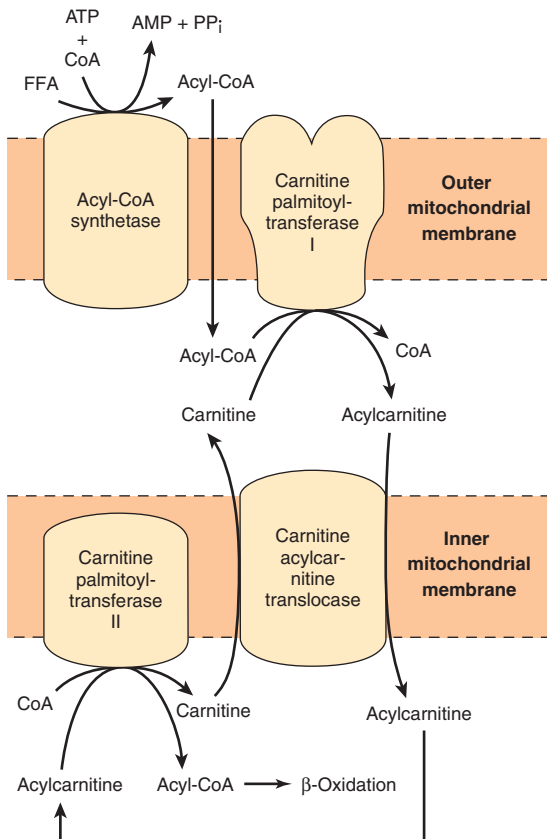 ATP
+
CoA
AMP + PPi
FFA
Acyl-CoA
Acyl-CoA
synthetase
Carnitine
palmitoyl-
transferase
I
Outer
mitochondrial
membrane
Acyl-CoA
CoA
Carnitine
Acylcarnitine
Carnitine
palmitoyl-
transferase
II
Carnitine
acylcar-
nitine
translocase
Inner
mitochondrial
membrane
CoA
Carnitine
Acylcarnitine
Acylcarnitine
Acyl-CoA
β-Oxidation